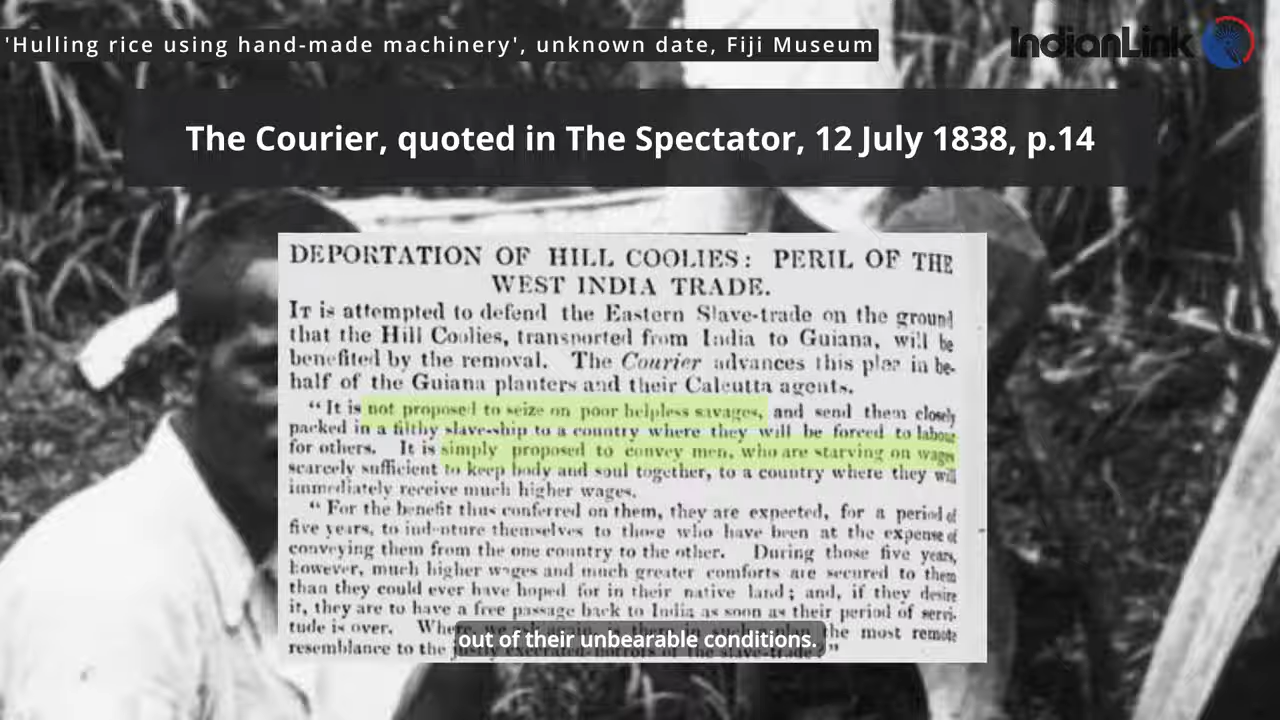 'Hulling rice using hand-made machinery', unknown date, Fiji Museum
IndianLink
The Courier, quoted in The Spectator, 12 July 1838, p.14
DEPORTATION OF HILL COOLIES: PERIL OF THE
WEST INDIA TRADE.
IT is attempted to defend the Eastern Slave-trade on the ground
that the Hill Coolies, transported from India to Guiana, will be
benefited by the removal. The Courier advances this plea in be-
half of the Guiana planters and their Calcutta agents.
"It is not proposed to seize on poor helpless savages, and send them closely
packed in a filthy slave-ship to a country where they will be forced to labour
for others. It is simply proposed to convey men, who are starving on wages
scarcely sufficient to keep body and soul together, to a country where they will
immediately receive much higher wages.
"For the benefit thus conferred on them, they are expected, for a period of
five years, to indenture themselves to those who have been at the expense of
conveying them from the one country to the other. During those five years,
however, much higher wages and much greater comforts are secured to them
than they could ever have hoped for in their native land; and, if they desire
it, they are to have a free passage back to India as soon as their period of servi-
tude is over. Where, the most remote
resemblance to the "
out of their unbearable conditions.